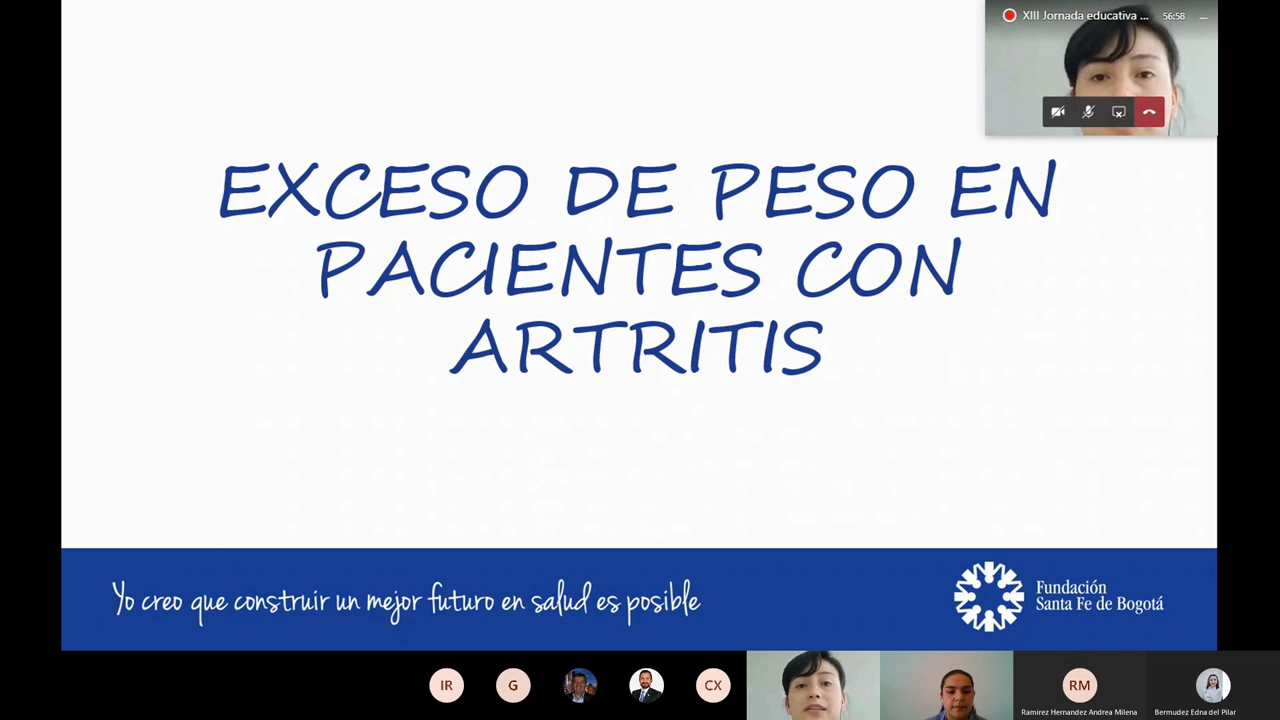 XIII Jornada educativa ...
56:58
EXCESO DE PESO EN
PACIENTES CON
ARTRITIS
Yo creo que construir un mejor futuro en salud es posible
Fundación
Santa Fe de Bogotá
IR
G
CX
RM
Ramirez Hernandez Andrea Milena
Bermudez Edna del Pilar